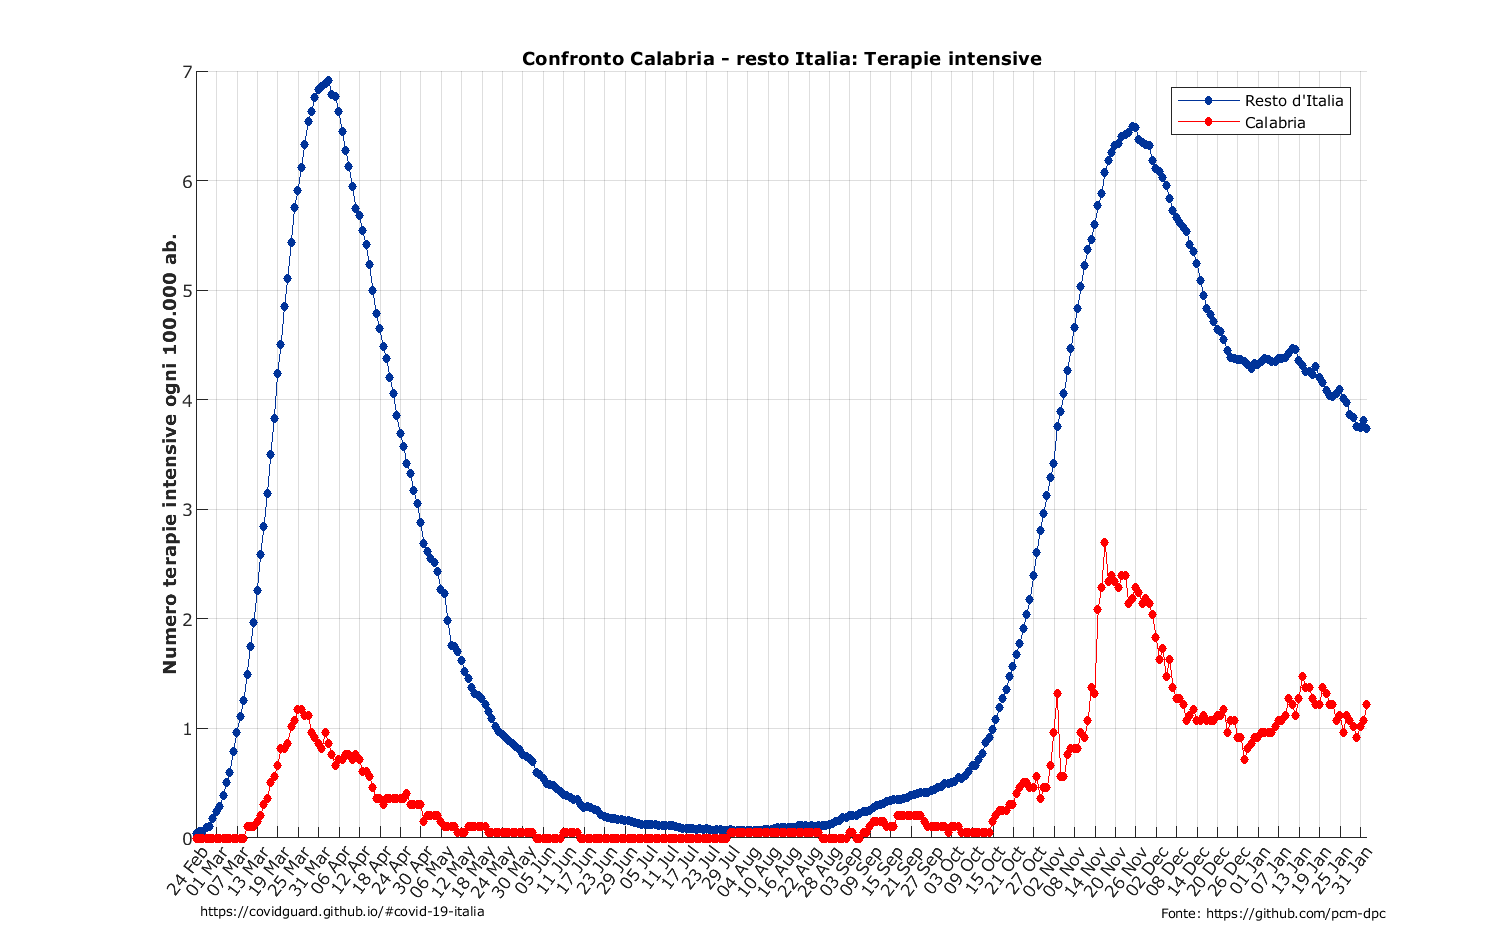 Confronto Calabria - resto Italia: Terapie intensive
Resto d'Italia
Calabria
Numero terapie intensive ogni 100.000 ab.
7
6
5
4
3
2
1
0
24 Feb
01 Mar
07 Mar
13 Mar
19 Mar
25 Mar
31 Mar
06 Apr
12 Apr
18 Apr
24 Apr
30 Apr
06 May
12 May
18 May
24 May
30 May
05 Jun
11 Jun
17 Jun
23 Jun
29 Jun
05 Jul
11 Jul
17 Jul
23 Jul
29 Jul
04 Aug
10 Aug
16 Aug
22 Aug
28 Aug
03 Sep
09 Sep
15 Sep
21 Sep
27 Sep
03 Oct
09 Oct
15 Oct
21 Oct
27 Oct
02 Nov
08 Nov
14 Nov
20 Nov
26 Nov
02 Dec
08 Dec
14 Dec
20 Dec
26 Dec
01 Jan
07 Jan
13 Jan
19 Jan
25 Jan
31 Jan
https://covidguard.github.io/#covid-19-italia
Fonte: https://github.com/pcm-dpc